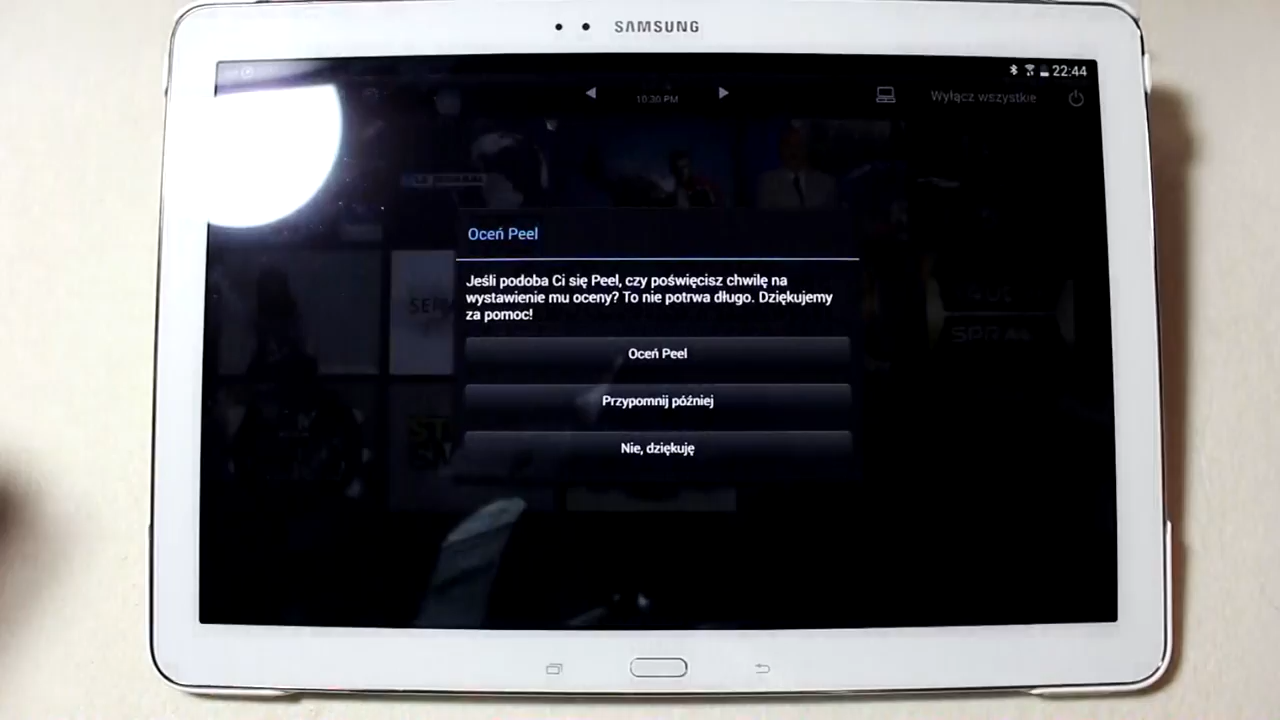 SAMSUNG
22:44
10:30 PM
Wyłącz wszystkie
Oceń Peel
Jeśli podoba Ci się Peel, czy poświęcisz chwilę na
wystawienie mu oceny? To nie potrwa długo. Dziękujemy
za pomoc!
Oceń Peel
Przypomnij później
Nie, dziękuję